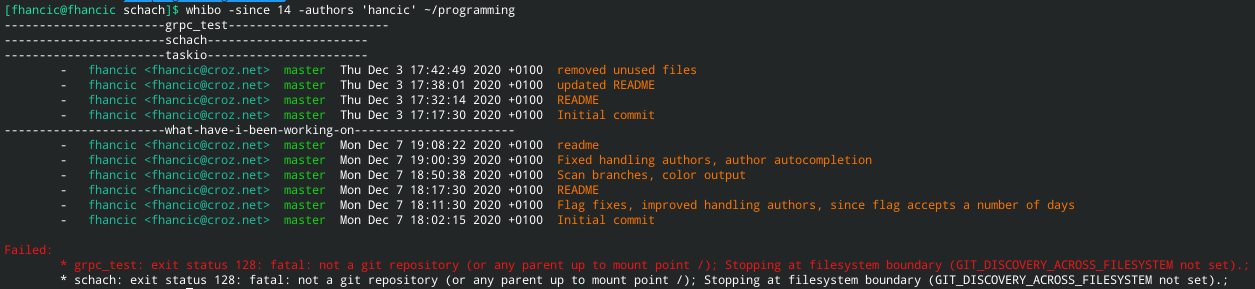 [fhancic@fhancic schach]$ whibo -since 14 -authors 'hancic' ~/programming
-----------------------grpc_test-----------------------
-----------------------schach-----------------------
-----------------------taskio-----------------------
- fhancic <fhancic@croz.net> master Thu Dec 3 17:42:49 2020 +0100 removed unused files
- fhancic <fhancic@croz.net> master Thu Dec 3 17:38:01 2020 +0100 updated README
- fhancic <fhancic@croz.net> master Thu Dec 3 17:32:14 2020 +0100 README
- fhancic <fhancic@croz.net> master Thu Dec 3 17:17:30 2020 +0100 Initial commit
-----------------------what-have-i-been-working-on-----------------------
- fhancic <fhancic@croz.net> master Mon Dec 7 19:08:22 2020 +0100 readme
- fhancic <fhancic@croz.net> master Mon Dec 7 19:00:39 2020 +0100 Fixed handling authors, author autocompletion
- fhancic <fhancic@croz.net> master Mon Dec 7 18:50:38 2020 +0100 Scan branches, color output
- fhancic <fhancic@croz.net> master Mon Dec 7 18:17:30 2020 +0100 README
- fhancic <fhancic@croz.net> master Mon Dec 7 18:11:30 2020 +0100 Flag fixes, improved handling authors, since flag accepts a number of days
- fhancic <fhancic@croz.net> master Mon Dec 7 18:02:15 2020 +0100 Initial commit
Failed:
* grpc_test: exit status 128: fatal: not a git repository (or any parent up to mount point /); Stopping at filesystem boundary (GIT_DISCOVERY_ACROSS_FILESYSTEM not set).;
* schach: exit status 128: fatal: not a git repository (or any parent up to mount point /); Stopping at filesystem boundary (GIT_DISCOVERY_ACROSS_FILESYSTEM not set).;